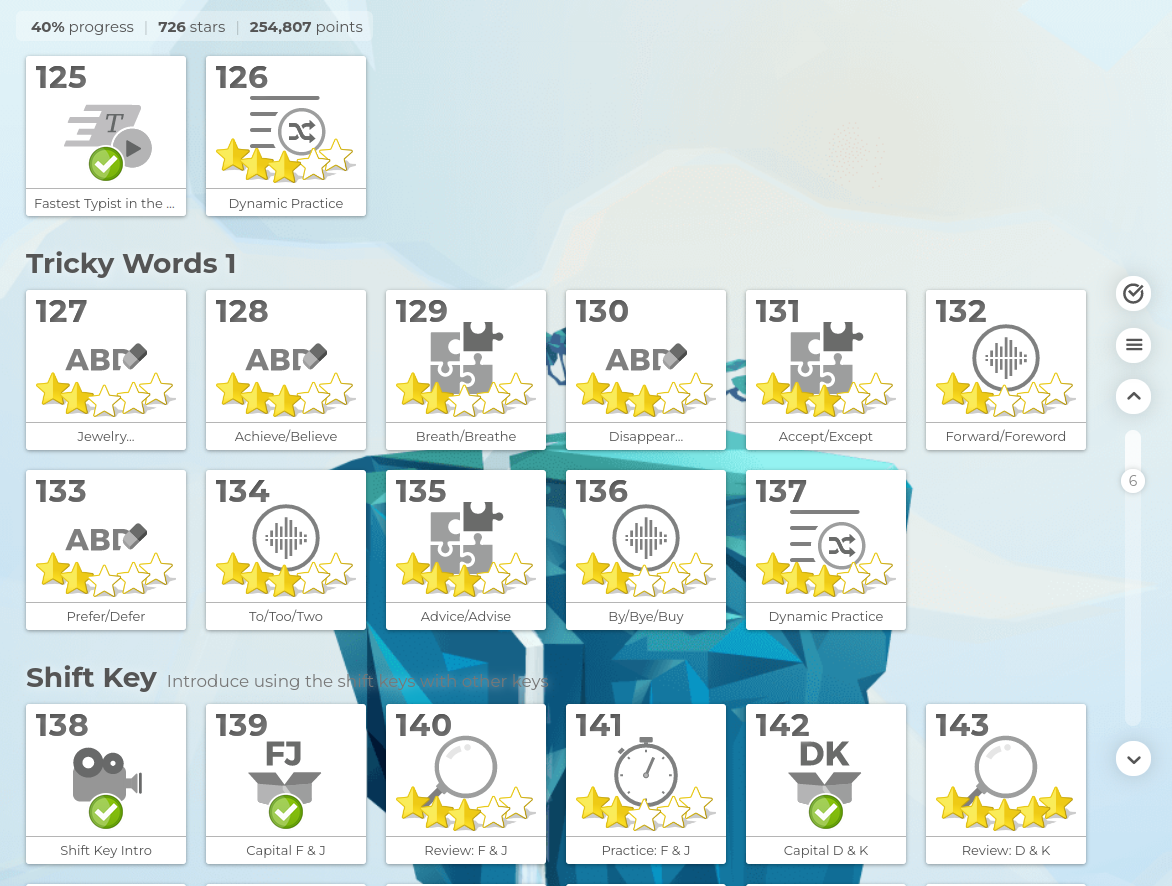 40% progress | 726 stars | 254,807 points
125 126
T
Fastest Typist in the ... Dynamic Practice
Tricky Words 1
127 128 129 130 131 132
ABD ABD ABD
Jewelry... Achieve/Believe Breath/Breathe Disappear... Accept/Except Forward/Foreword
133 134 135 136 137
ABD
6
Prefer/Defer To/Too/Two Advice/Advise By/Bye/Buy Dynamic Practice
Shift Key Introduce using the shift keys with other keys
138 139 140 141 142 143
FJ DK
Shift Key Intro Capital F & J Review: F & J Practice: F & J Capital D & K Review: D & K